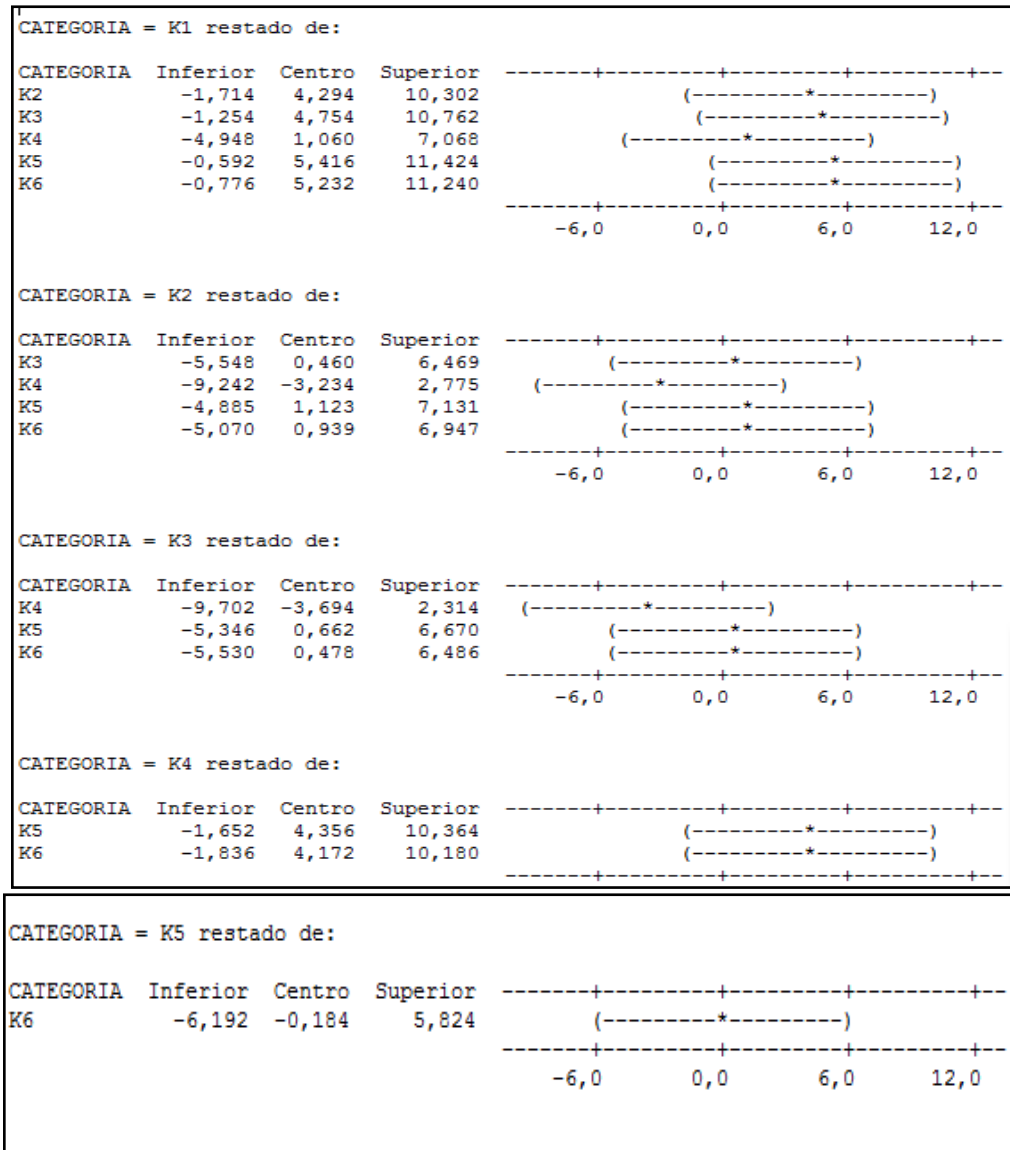 CATEGORIA = K1 restado de:
CATEGORIA  Inferior  Centro  Superior  -------+---------+---------+---------+--
K2           -1,714   4,294    10,302                (---------*---------)
K3           -1,254   4,754    10,762                 (---------*---------)
K4           -4,948   1,060     7,068           (---------*---------)
K5           -0,592   5,416    11,424                  (---------*---------)
K6           -0,776   5,232    11,240                  (---------*---------)
-------+---------+---------+---------+--
-6,0       0,0       6,0      12,0
CATEGORIA = K2 restado de:
CATEGORIA  Inferior  Centro  Superior  -------+---------+---------+---------+--
K3           -5,548   0,460     6,469          (---------*---------)
K4           -9,242  -3,234     2,775    (---------*---------)
K5           -4,885   1,123     7,131           (---------*---------)
K6           -5,070   0,939     6,947           (---------*---------)
-------+---------+---------+---------+--
-6,0       0,0       6,0      12,0
CATEGORIA = K3 restado de:
CATEGORIA  Inferior  Centro  Superior  -------+---------+---------+---------+--
K4           -9,702  -3,694     2,314   (---------*---------)
K5           -5,346   0,662     6,670          (---------*---------)
K6           -5,530   0,478     6,486          (---------*---------)
-------+---------+---------+---------+--
-6,0       0,0       6,0      12,0
CATEGORIA = K4 restado de:
CATEGORIA  Inferior  Centro  Superior  -------+---------+---------+---------+--
K5           -1,652   4,356    10,364                (---------*---------)
K6           -1,836   4,172    10,180                (---------*---------)
-------+---------+---------+---------+--
CATEGORIA = K5 restado de:
CATEGORIA  Inferior  Centro  Superior  -------+---------+---------+---------+--
K6           -6,192  -0,184     5,824         (---------*---------)
-------+---------+---------+---------+--
-6,0       0,0       6,0      12,0